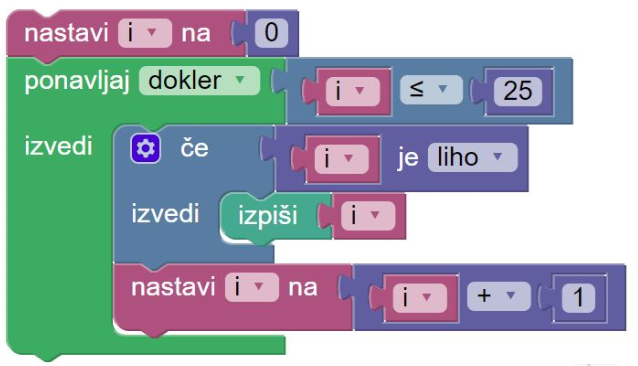 nastavi i na 0
ponavljaj dokler i ≤ 25
izvedi če i je liho
izvedi izpiši i
nastavi i na i + 1